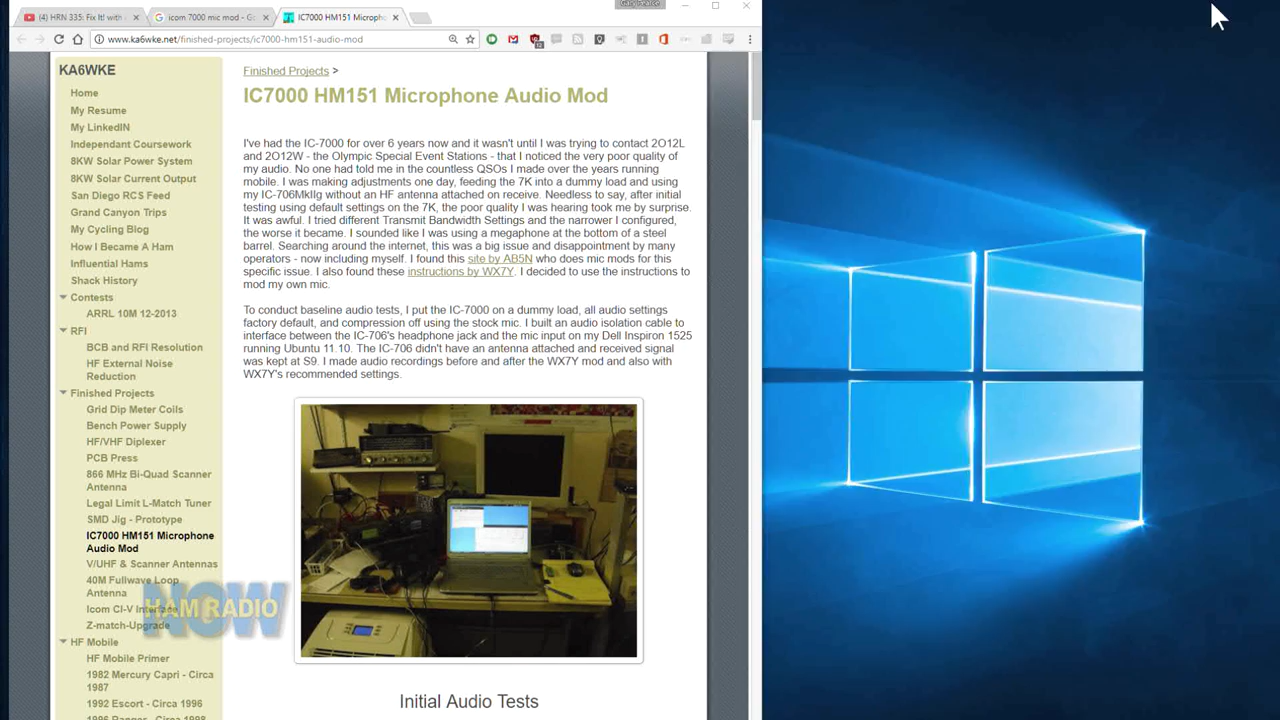 Gary Pearce
(4) HRN 335: Fix It! with
icom 7000 mic mod - Go
IC7000 HM151 Micropho
www.ka6wke.net/finished-projects/ic7000-hm151-audio-mod
12
KA6WKE
Home
My Resume
My LinkedIN
Independant Coursework
8KW Solar Power System
8KW Solar Current Output
San Diego RCS Feed
Grand Canyon Trips
My Cycling Blog
How I Became A Ham
Influential Hams
Shack History
Contests
ARRL 10M 12-2013
RFI
BCB and RFI Resolution
HF External Noise
Reduction
Finished Projects
Grid Dip Meter Coils
Bench Power Supply
HF/VHF Diplexer
PCB Press
866 MHz Bi-Quad Scanner
Antenna
Legal Limit L-Match Tuner
SMD Jig - Prototype
IC7000 HM151 Microphone
Audio Mod
V/UHF & Scanner Antennas
40M Fullwave Loop
Antenna
Icom CI-V Interface
Z-match-Upgrade
HF Mobile
HF Mobile Primer
1982 Mercury Capri - Circa
1987
1992 Escort - Circa 1996
1996 Ranger - Circa 1998
Finished Projects >
IC7000 HM151 Microphone Audio Mod
I've had the IC-7000 for over 6 years now and it wasn't until I was trying to contact 2O12L
and 2O12W - the Olympic Special Event Stations - that I noticed the very poor quality of
my audio. No one had told me in the countless QSOs I made over the years running
mobile. I was making adjustments one day, feeding the 7K into a dummy load and using
my IC-706MkIIg without an HF antenna attached on receive. Needless to say, after initial
testing using default settings on the 7K, the poor quality I was hearing took me by surprise.
It was awful. I tried different Transmit Bandwidth Settings and the narrower I configured,
the worse it became. I sounded like I was using a megaphone at the bottom of a steel
barrel. Searching around the internet, this was a big issue and disappointment by many
operators - now including myself. I found this site by AB5N who does mic mods for this
specific issue. I also found these instructions by WX7Y. I decided to use the instructions to
mod my own mic.
To conduct baseline audio tests, I put the IC-7000 on a dummy load, all audio settings
factory default, and compression off using the stock mic. I built an audio isolation cable to
interface between the IC-706's headphone jack and the mic input on my Dell Inspiron 1525
running Ubuntu 11.10. The IC-706 didn't have an antenna attached and received signal
was kept at S9. I made audio recordings before and after the WX7Y mod and also with
WX7Y's recommended settings.
Initial Audio Tests
NOW
HAM RADIO